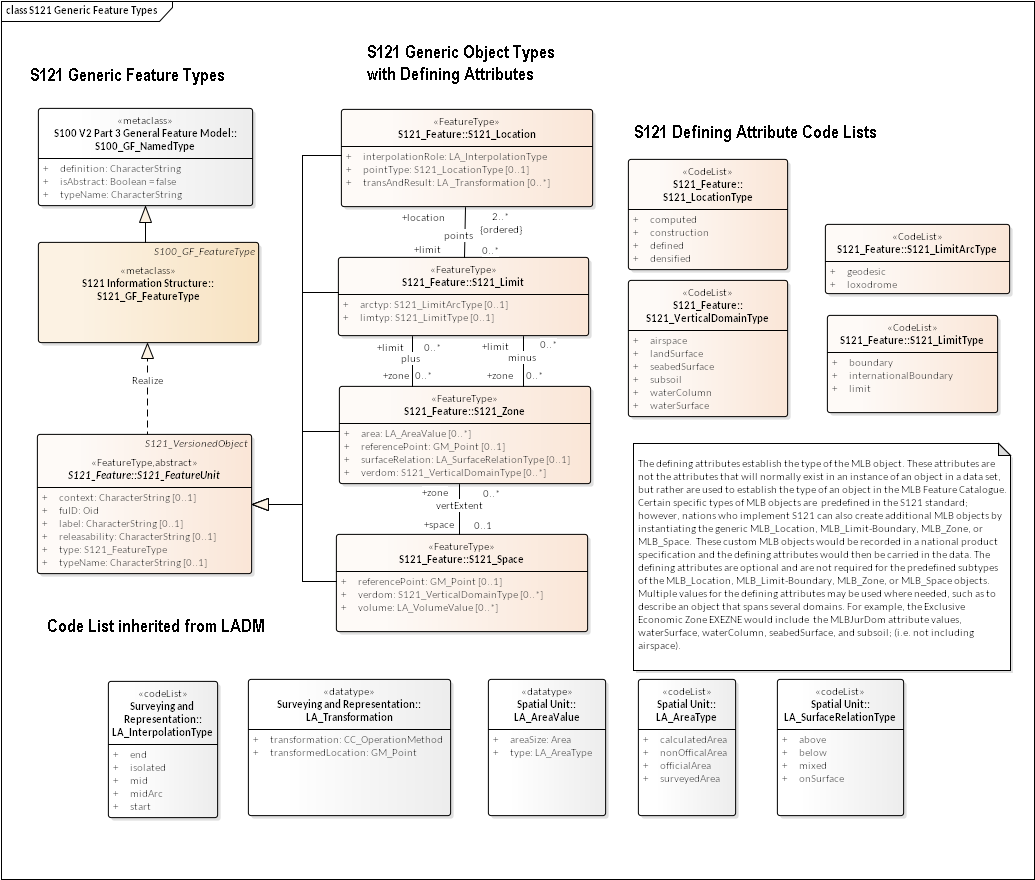 class S121 Generic Feature Types
S121 Generic Feature Types
«metaclass»
S100 V2 Part 3 General Feature Model::
S100_GF_NamedType
+ definition: CharacterString
+ isAbstract: Boolean = false
+ typeName: CharacterString
S100_GF_FeatureType
«metaclass»
S121 Information Structure::
S121_GF_FeatureType
Realize
S121_VersionedObject
«FeatureType,abstract»
S121_Feature::S121_FeatureUnit
+ context: CharacterString [0..1]
+ fuID: Oid
+ label: CharacterString [0..1]
+ releasability: CharacterString [0..1]
+ type: S121_FeatureType
+ typeName: CharacterString [0..1]
S121 Generic Object Types
with Defining Attributes
«FeatureType»
S121_Feature::S121_Location
+ interpolationRole: LA_InterpolationType
+ pointType: S121_LocationType [0..1]
+ transAndResult: LA_Transformation [0..*]
+location 2..*
{ordered}
points
+limit 0..*
«FeatureType»
S121_Feature::S121_Limit
+ arctyp: S121_LimitArcType [0..1]
+ limtyp: S121_LimitType [0..1]
+limit 0..* +limit 0..*
plus minus
+zone 0..* +zone 0..*
«FeatureType»
S121_Feature::S121_Zone
+ area: LA_AreaValue [0..*]
+ referencePoint: GM_Point [0..1]
+ surfaceRelation: LA_SurfaceRelationType [0..1]
+ verdom: S121_VerticalDomainType [0..*]
+zone 0..*
vertExtent
+space 0..1
«FeatureType»
S121_Feature::S121_Space
+ referencePoint: GM_Point [0..1]
+ verdom: S121_VerticalDomainType [0..*]
+ volume: LA_VolumeValue [0..*]
S121 Defining Attribute Code Lists
«CodeList»
S121_Feature::
S121_LocationType
+ computed
+ construction
+ defined
+ densified
«CodeList»
S121_Feature::S121_LimitArcType
+ geodesic
+ loxodrome
«CodeList»
S121_Feature::
S121_VerticalDomainType
+ airspace
+ landSurface
+ seabedSurface
+ subsoil
+ waterColumn
+ waterSurface
«CodeList»
S121_Feature::S121_LimitType
+ boundary
+ internationalBoundary
+ limit
The defining attributes establish the type of the MLB object. These attributes are
not the attributes that will normally exist in an instance of an object in a data set,
but rather are used to establish the type of an object in the MLB Feature Catalogue.
Certain specific types of MLB objects are predefined in the S121 standard;
however, nations who implement S121 can also create additional MLB objects by
instantiating the generic MLB_Location, MLB_Limit-Boundary, MLB_Zone, or
MLB_Space. These custom MLB objects would be recorded in a national product
specification and the defining attributes would then be carried in the data. The
defining attributes are optional and are not required for the predefined subtypes
of the MLB_Location, MLB_Limit-Boundary, MLB_Zone, or MLB_Space objects.
Multiple values for the defining attributes may be used where needed, such as to
describe an object that spans several domains. For example, the Exclusive
Economic Zone EXEZNE would include the MLBJurDom attribute values,
waterSurface, waterColumn, seabedSurface, and subsoil; (i.e. not including
airspace).
Code List inherited from LADM
«codeList»
Surveying and
Representation::
LA_InterpolationType
+ end
+ isolated
+ mid
+ midArc
+ start
«datatype»
Surveying and Representation::
LA_Transformation
+ transformation: CC_OperationMethod
+ transformedLocation: GM_Point
«datatype»
Spatial Unit::
LA_AreaValue
+ areaSize: Area
+ type: LA_AreaType
«codeList»
Spatial Unit::
LA_AreaType
+ calculatedArea
+ nonOfficalArea
+ officialArea
+ surveyedArea
«codeList»
Spatial Unit::
LA_SurfaceRelationType
+ above
+ below
+ mixed
+ onSurface